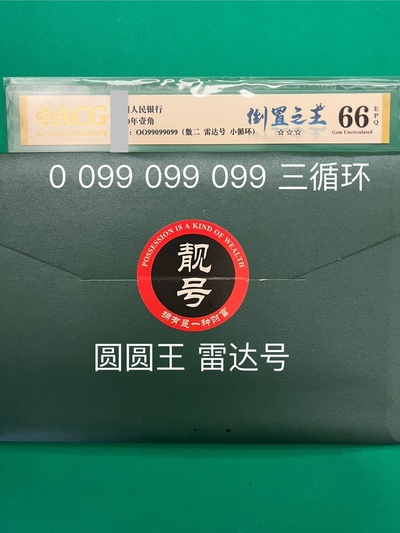 ACG
人民银行
年壹角
倒置之王
☆☆☆
66 EPQ
Gem Uncirculated
: OO99099099（数二 雷达号 小循环）
0 099 099 099 三循环
POSSESSION IS A KIND OF WEALTH
靓号
拥有是一种财富
圆圆王 雷达号